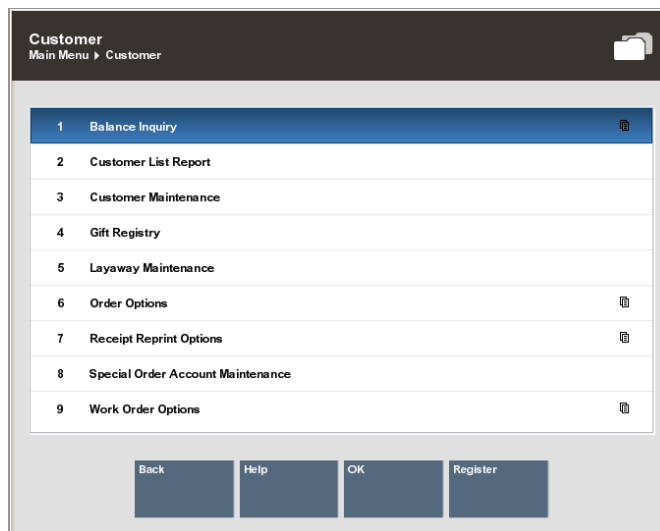 Customer
Main Menu ▸ Customer
1 Balance Inquiry
2 Customer List Report
3 Customer Maintenance
4 Gift Registry
5 Layaway Maintenance
6 Order Options
7 Receipt Reprint Options
8 Special Order Account Maintenance
9 Work Order Options
Back Help OK Register